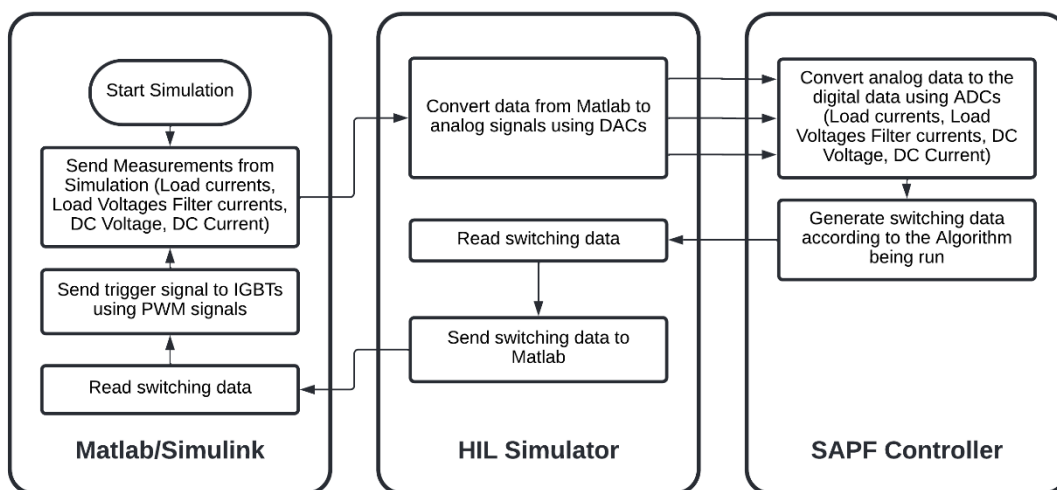 Start Simulation
Send Measurements from
Simulation (Load currents,
Load Voltages Filter currents,
DC Voltage, DC Current)
Send trigger signal to IGBTs
using PWM signals
Read switching data
Matlab/Simulink
Convert data from Matlab to
analog signals using DACs
Read switching data
Send switching data to
Matlab
HIL Simulator
Convert analog data to the
digital data using ADCs
(Load currents, Load
Voltages Filter currents, DC
Voltage, DC Current)
Generate switching data
according to the Algorithm
being run
SAPF Controller